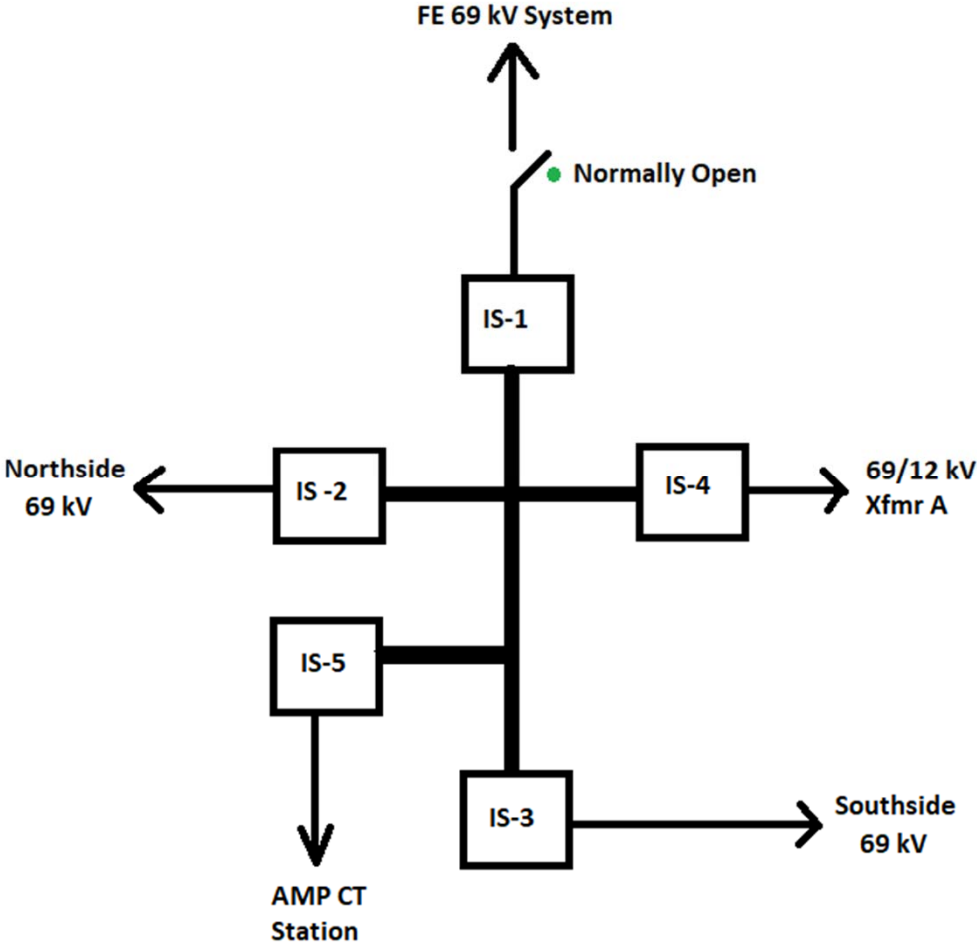 FE 69 kV System
Normally Open
IS-1
Northside
69 kV
IS -2
IS-4
69/12 kV
Xfmr A
IS-5
IS-3
Southside
69 kV
AMP CT
Station